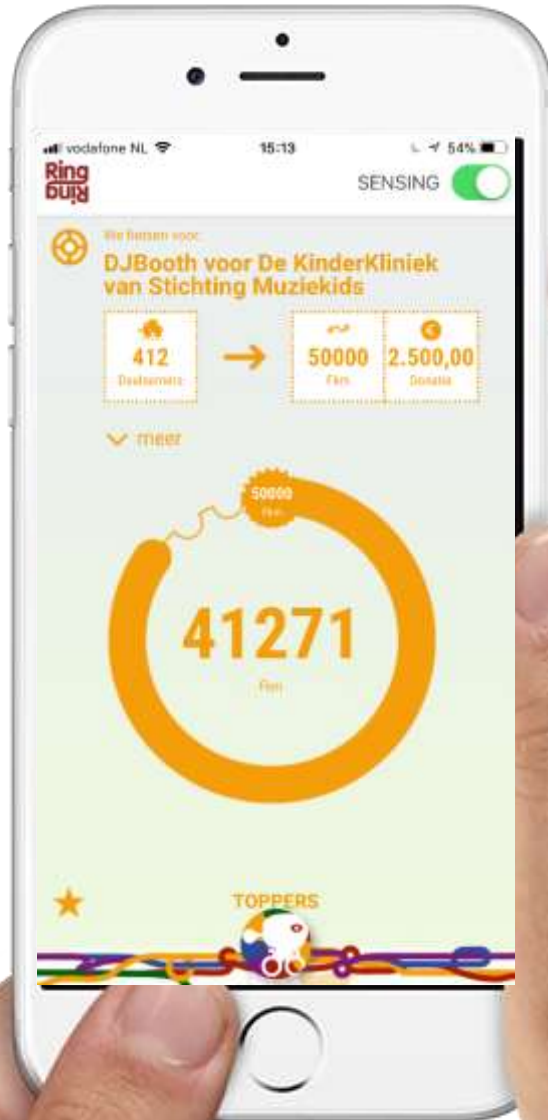 vodafone NL 15:13 54%
Ring
Ring
SENSING
We fietsen voor:
DJBooth voor De KinderKliniek
van Stichting Muziekids
412
Deelnemers
50000
Fkm
2.500,00
Donatie
meer
50000
Fkm
41271
Fkm
TOPPERS